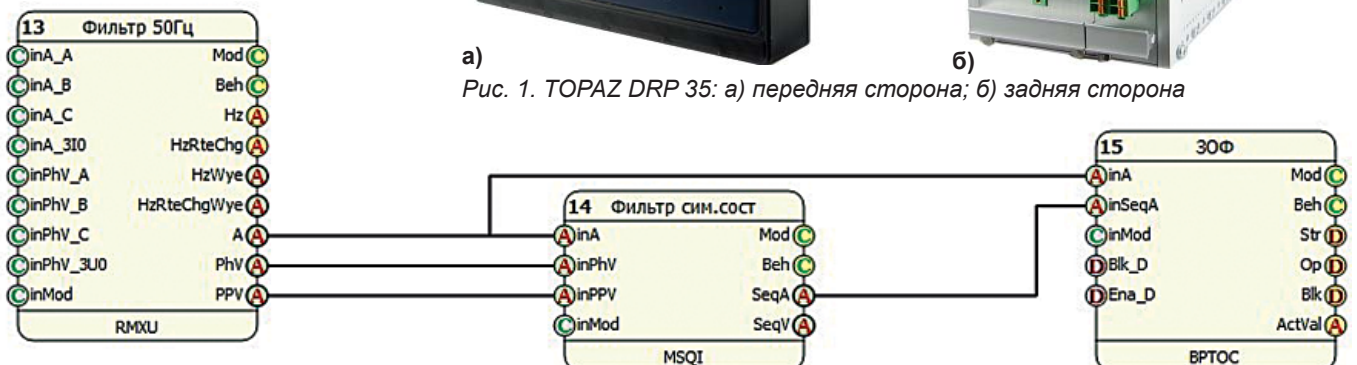 а)
б)
Рис. 1. TOPAZ DRP 35: а) передняя сторона; б) задняя сторона
13 Фильтр 50Гц
C inA_A Mod C
C inA_B Beh C
C inA_C Hz A
C inA_3I0 HzRteChg A
C inPhV_A HzWye A
C inPhV_B HzRteChgWye A
C inPhV_C A A
C inPhV_3U0 PhV A
C inMod PPV A
RMXU
14 Фильтр сим.сост
A inA Mod C
A inPhV Beh C
A inPPV SeqA A
C inMod SeqV A
MSQI
15 ЗОФ
A inA Mod C
A inSeqA Beh C
C inMod Str D
D Blk_D Op D
D Ena_D Blk D
ActVal A
BPTOC